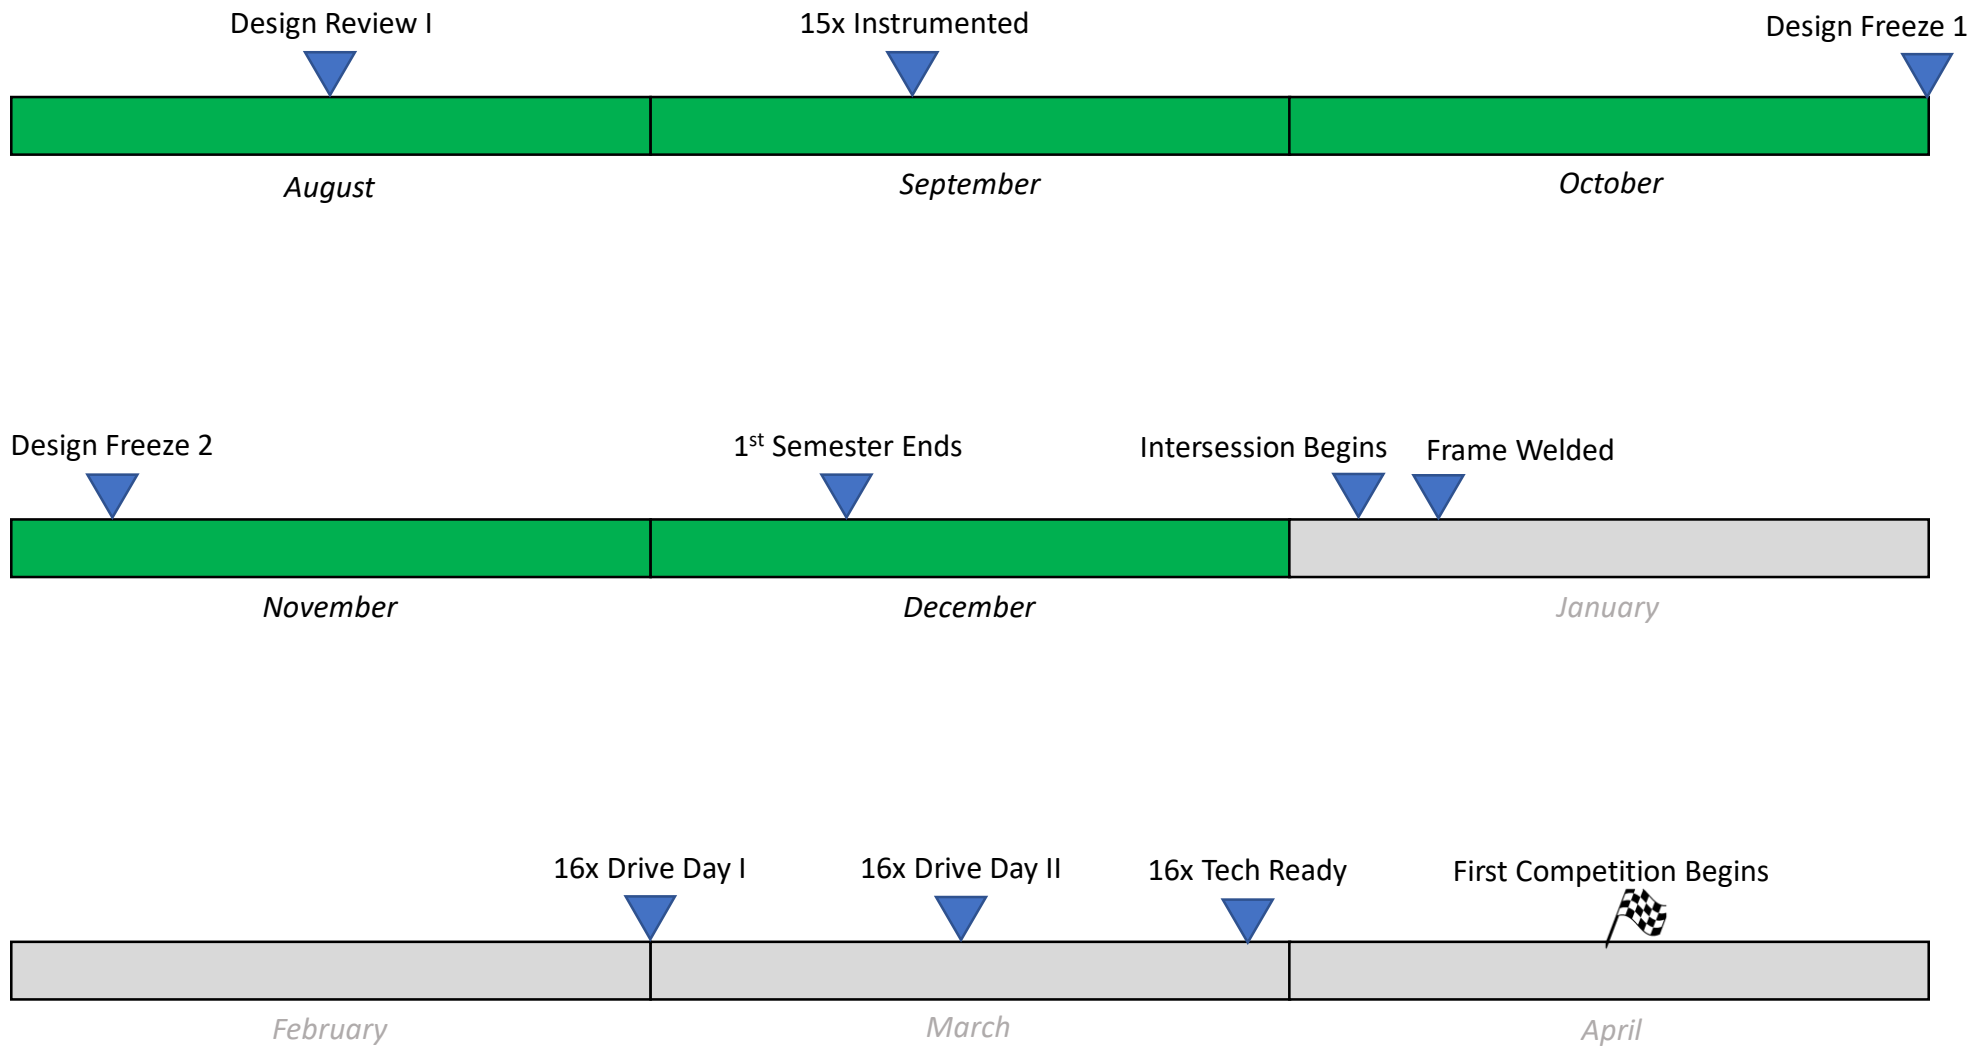 Design Review I
15x Instrumented
Design Freeze 1
August
September
October
Design Freeze 2
1st Semester Ends
Intersession Begins
Frame Welded
November
December
January
16x Drive Day I
16x Drive Day II
16x Tech Ready
First Competition Begins
February
March
April